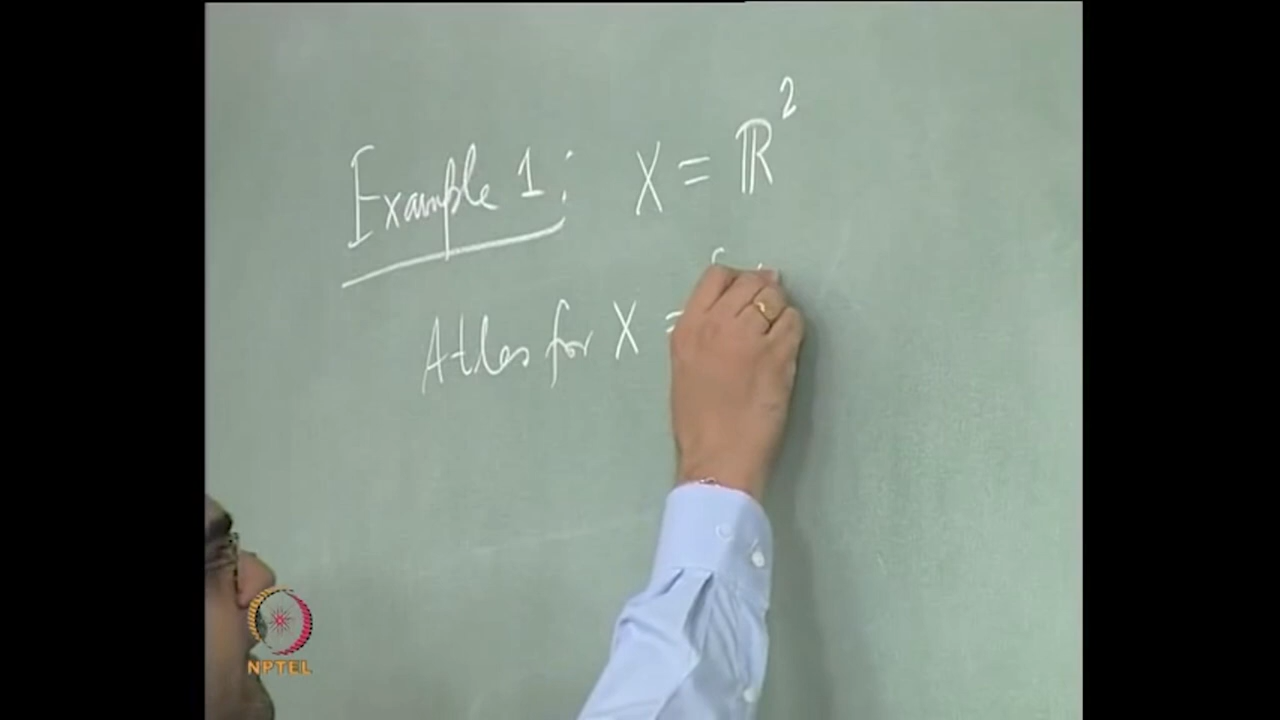 Example 1: X = ℝ²
Atlas for X =
NPTEL